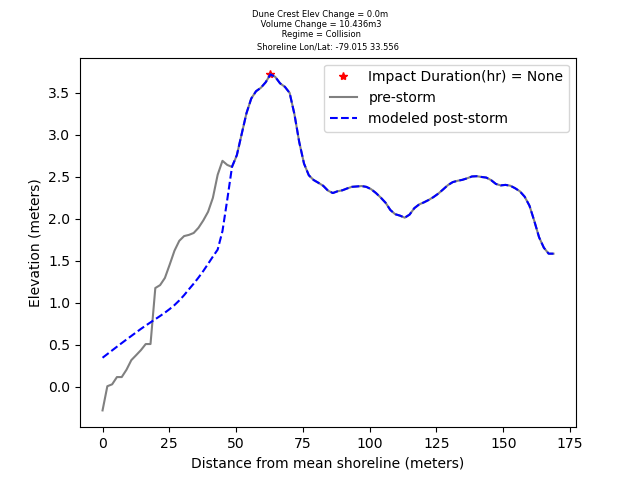 Dune Crest Elev Change = 0.0m
Volume Change = 10.436m3
Regime = Collision
Shoreline Lon/Lat: -79.015 33.556
Impact Duration(hr) = None
pre-storm
modeled post-storm
Elevation (meters)
3.5
3.0
2.5
2.0
1.5
1.0
0.5
0.0
0 25 50 75 100 125 150 175
Distance from mean shoreline (meters)